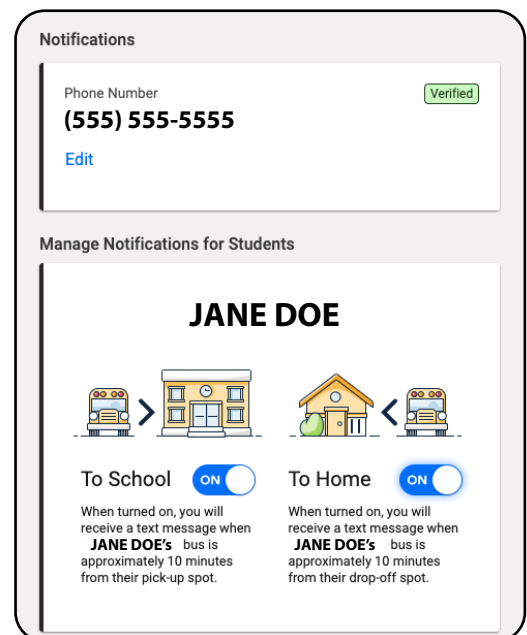 Notifications
Phone Number
Verified
(555) 555-5555
Edit
Manage Notifications for Students
JANE DOE
To School
ON
When turned on, you will
receive a text message when
JANE DOE's bus is
approximately 10 minutes
from their pick-up spot.
To Home
ON
When turned on, you will
receive a text message when
JANE DOE's bus is
approximately 10 minutes
from their drop-off spot.